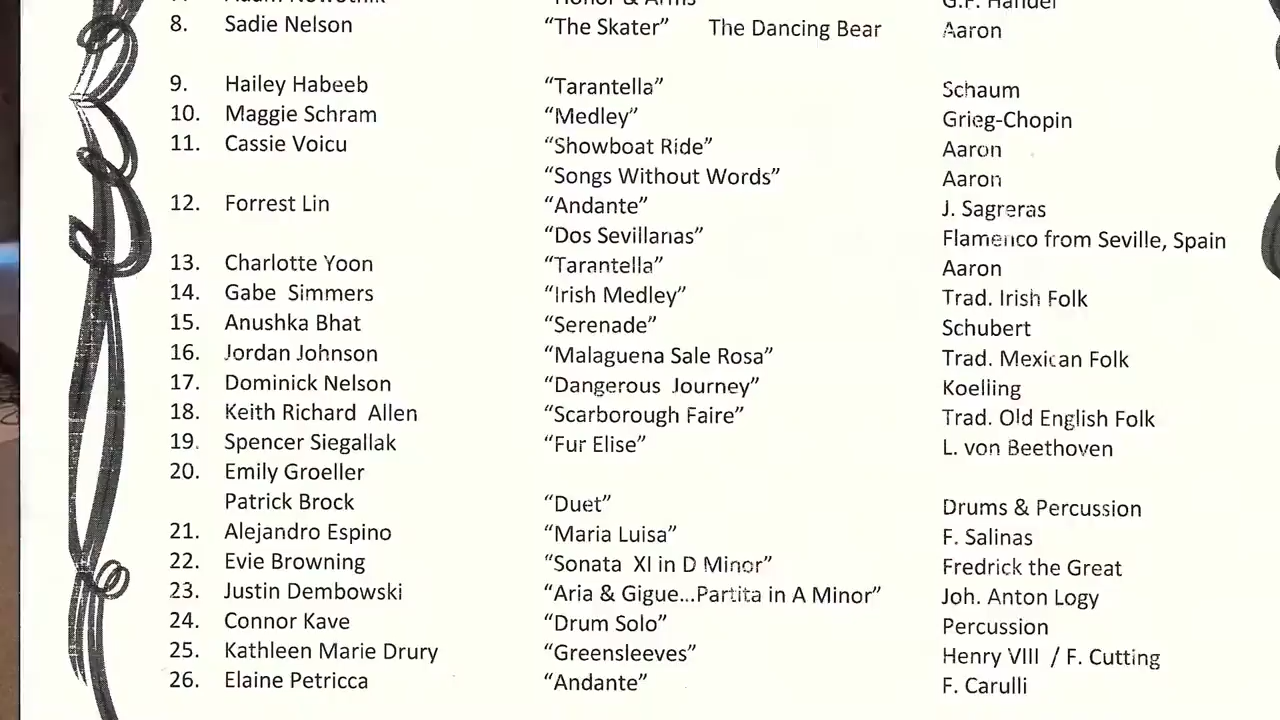 8. Sadie Nelson “The Skater” The Dancing Bear Aaron
9. Hailey Habeeb “Tarantella” Schaum
10. Maggie Schram “Medley” Grieg-Chopin
11. Cassie Voicu “Showboat Ride” Aaron
“Songs Without Words” Aaron
12. Forrest Lin “Andante” J. Sagreras
“Dos Sevillanas” Flamenco from Seville, Spain
13. Charlotte Yoon “Tarantella” Aaron
14. Gabe Simmers “Irish Medley” Trad. Irish Folk
15. Anushka Bhat “Serenade” Schubert
16. Jordan Johnson “Malaguena Sale Rosa” Trad. Mexican Folk
17. Dominick Nelson “Dangerous Journey” Koelling
18. Keith Richard Allen “Scarborough Faire” Trad. Old English Folk
19. Spencer Siegallak “Fur Elise” L. von Beethoven
20. Emily Groeller
Patrick Brock “Duet” Drums & Percussion
21. Alejandro Espino “Maria Luisa” F. Salinas
22. Evie Browning “Sonata XI in D Minor” Fredrick the Great
23. Justin Dembowski “Aria & Gigue...Partita in A Minor” Joh. Anton Logy
24. Connor Kave “Drum Solo” Percussion
25. Kathleen Marie Drury “Greensleeves” Henry VIII / F. Cutting
26. Elaine Petricca “Andante” F. Carulli